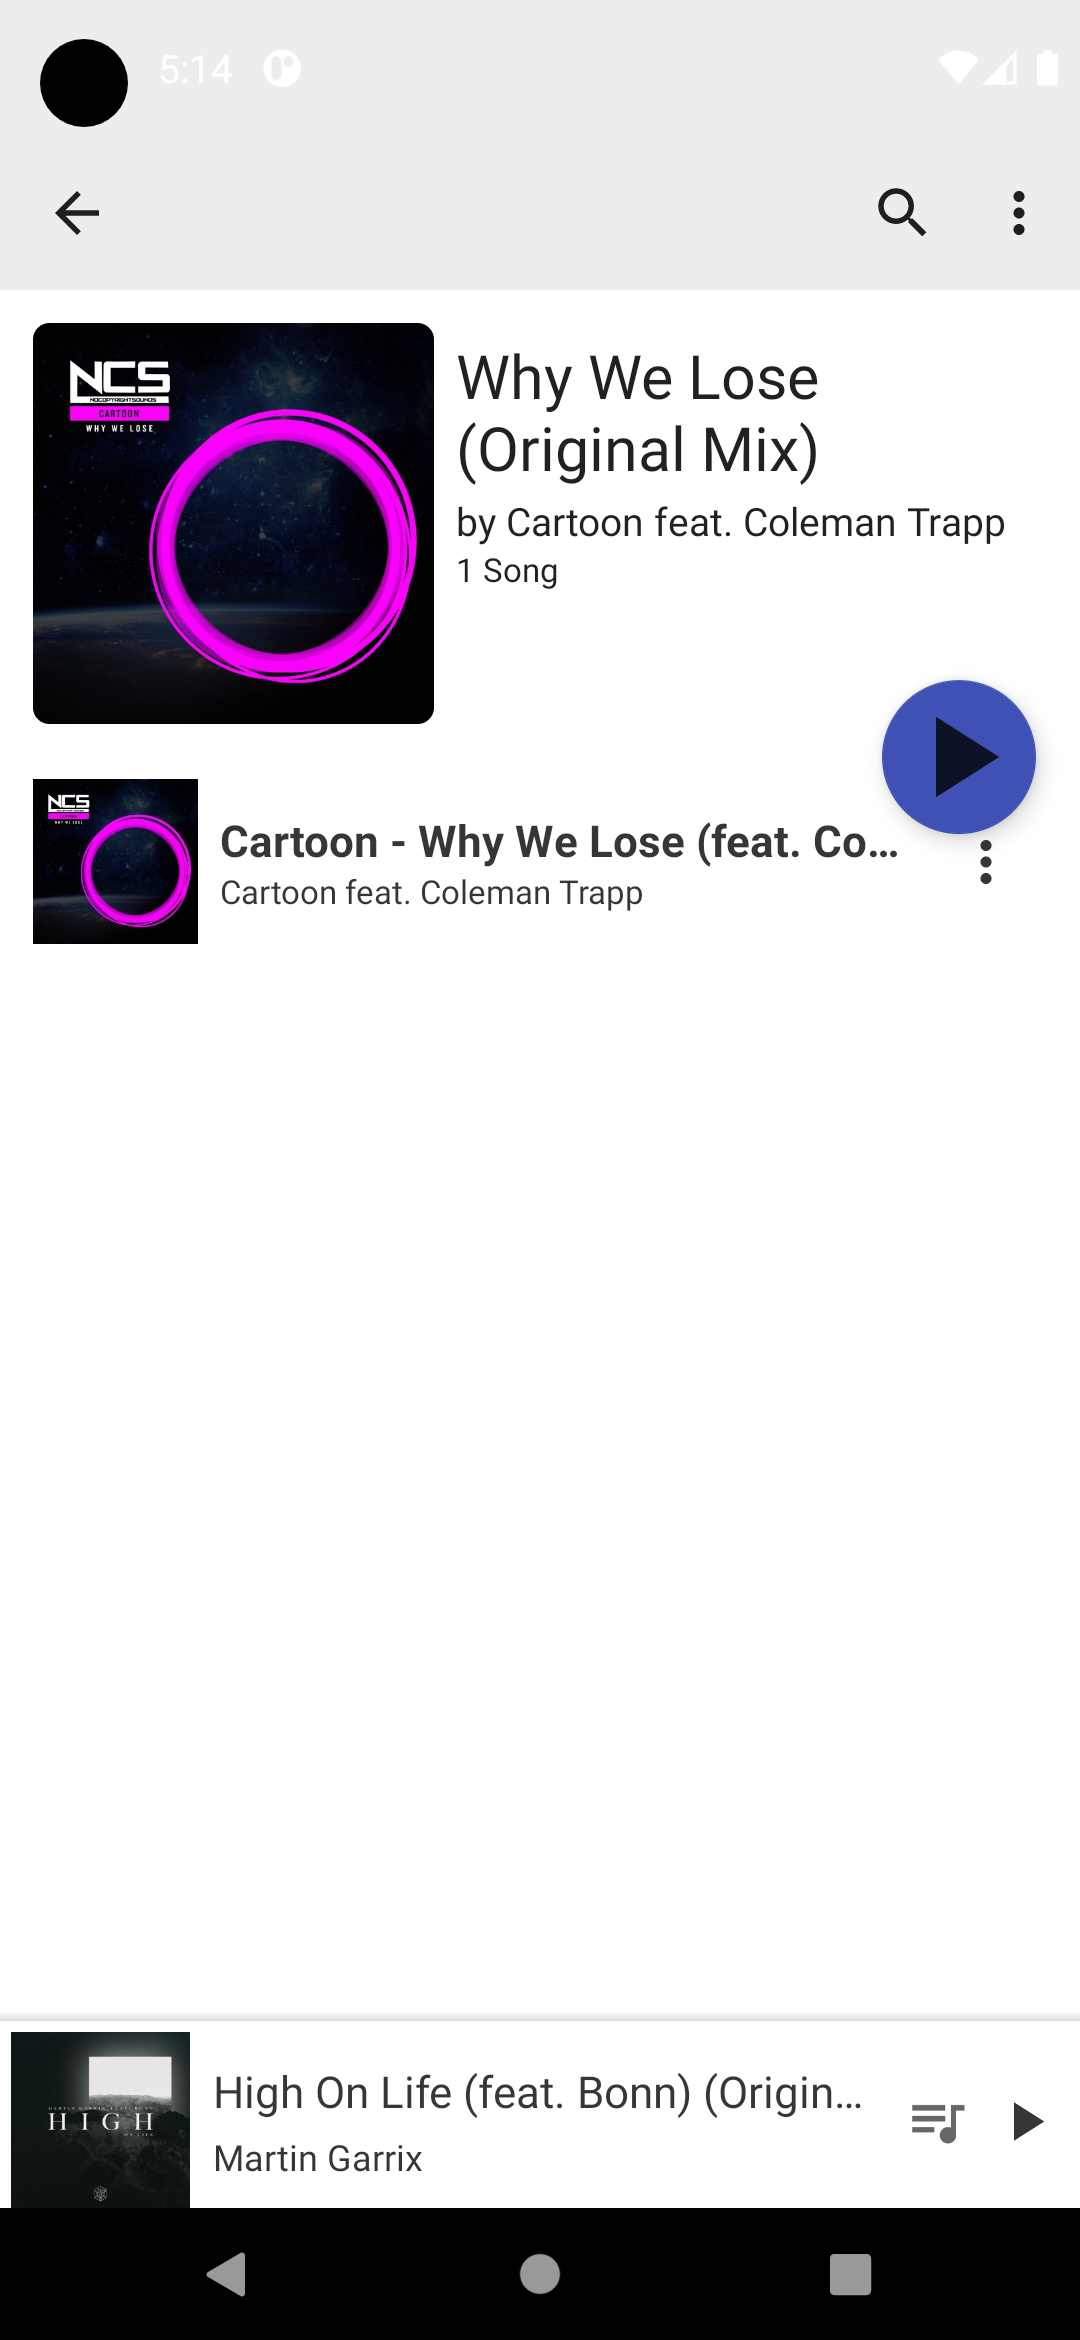 5:14
NCS
NOCOPYRIGHTSOUNDS
CARTOON
WHY WE LOSE
Why We Lose
(Original Mix)
by Cartoon feat. Coleman Trapp
1 Song
NCS
Cartoon - Why We Lose (feat. Co…
Cartoon feat. Coleman Trapp
HIGH
High On Life (feat. Bonn) (Origin…
Martin Garrix